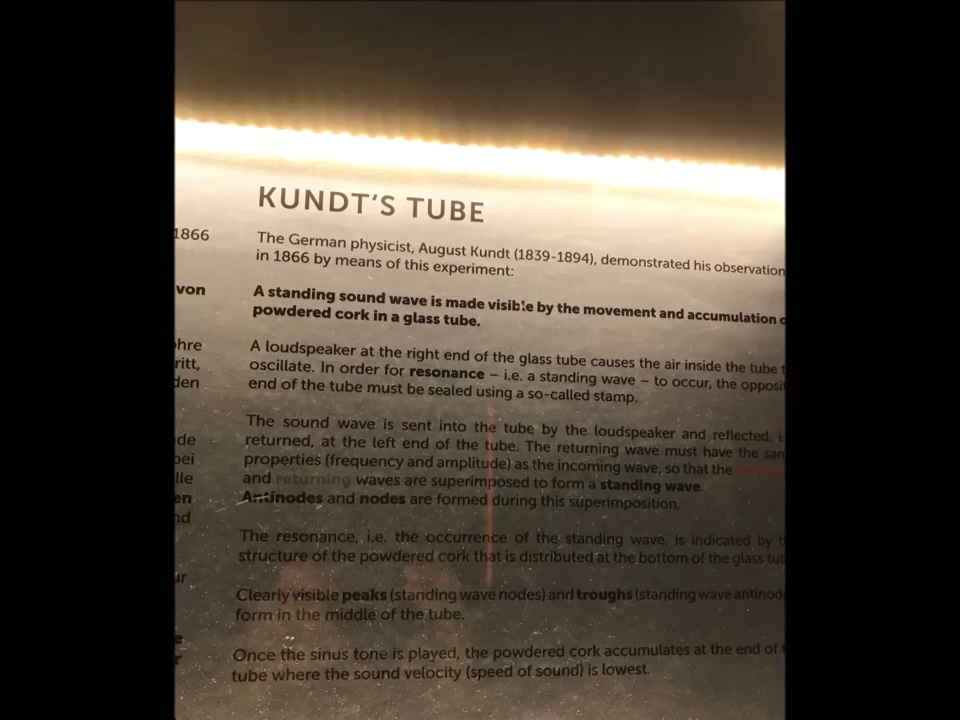 KUNDT'S TUBE
1866
The German physicist, August Kundt (1839-1894), demonstrated his observation
in 1866 by means of this experiment:
von
A standing sound wave is made visible by the movement and accumulation
powdered cork in a glass tube.
ohre
ritt,
den
A loudspeaker at the right end of the glass tube causes the air inside the tube
oscillate. In order for resonance – i.e. a standing wave – to occur, the opposit
end of the tube must be sealed using a so-called stamp.
de
bei
lle
en
nd
The sound wave is sent into the tube by the loudspeaker and reflected, i
returned, at the left end of the tube. The returning wave must have the sam
properties (frequency and amplitude) as the incoming wave, so that the
and returning waves are superimposed to form a standing wave.
Antinodes and nodes are formed during this superimposition.
The resonance, i.e. the occurrence of the standing wave, is indicated by t
structure of the powdered cork that is distributed at the bottom of the glass tub
ur
Clearly visible peaks (standing wave nodes) and troughs (standing wave antinode
form in the middle of the tube.
e
r
Once the sinus tone is played, the powdered cork accumulates at the end of
tube where the sound velocity (speed of sound) is lowest.